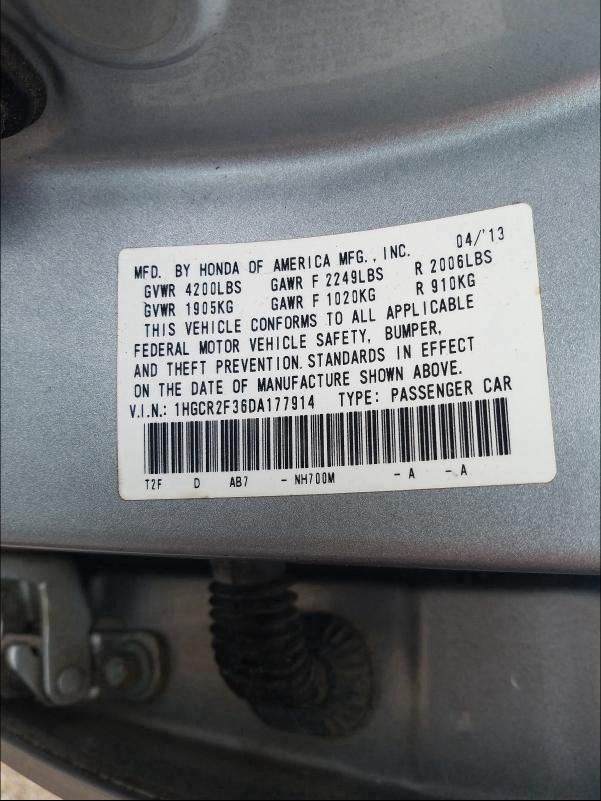 MFD. BY HONDA OF AMERICA MFG., INC. 04/'13
GVWR 4200LBS GAWR F 2249LBS R 2006LBS
GVWR 1905KG GAWR F 1020KG R 910KG
THIS VEHICLE CONFORMS TO ALL APPLICABLE
FEDERAL MOTOR VEHICLE SAFETY, BUMPER,
AND THEFT PREVENTION.STANDARDS IN EFFECT
ON THE DATE OF MANUFACTURE SHOWN ABOVE.
V.I.N.: 1HGCR2F36DA177914 TYPE: PASSENGER CAR
T2F D AB7 - NH700M - A - A